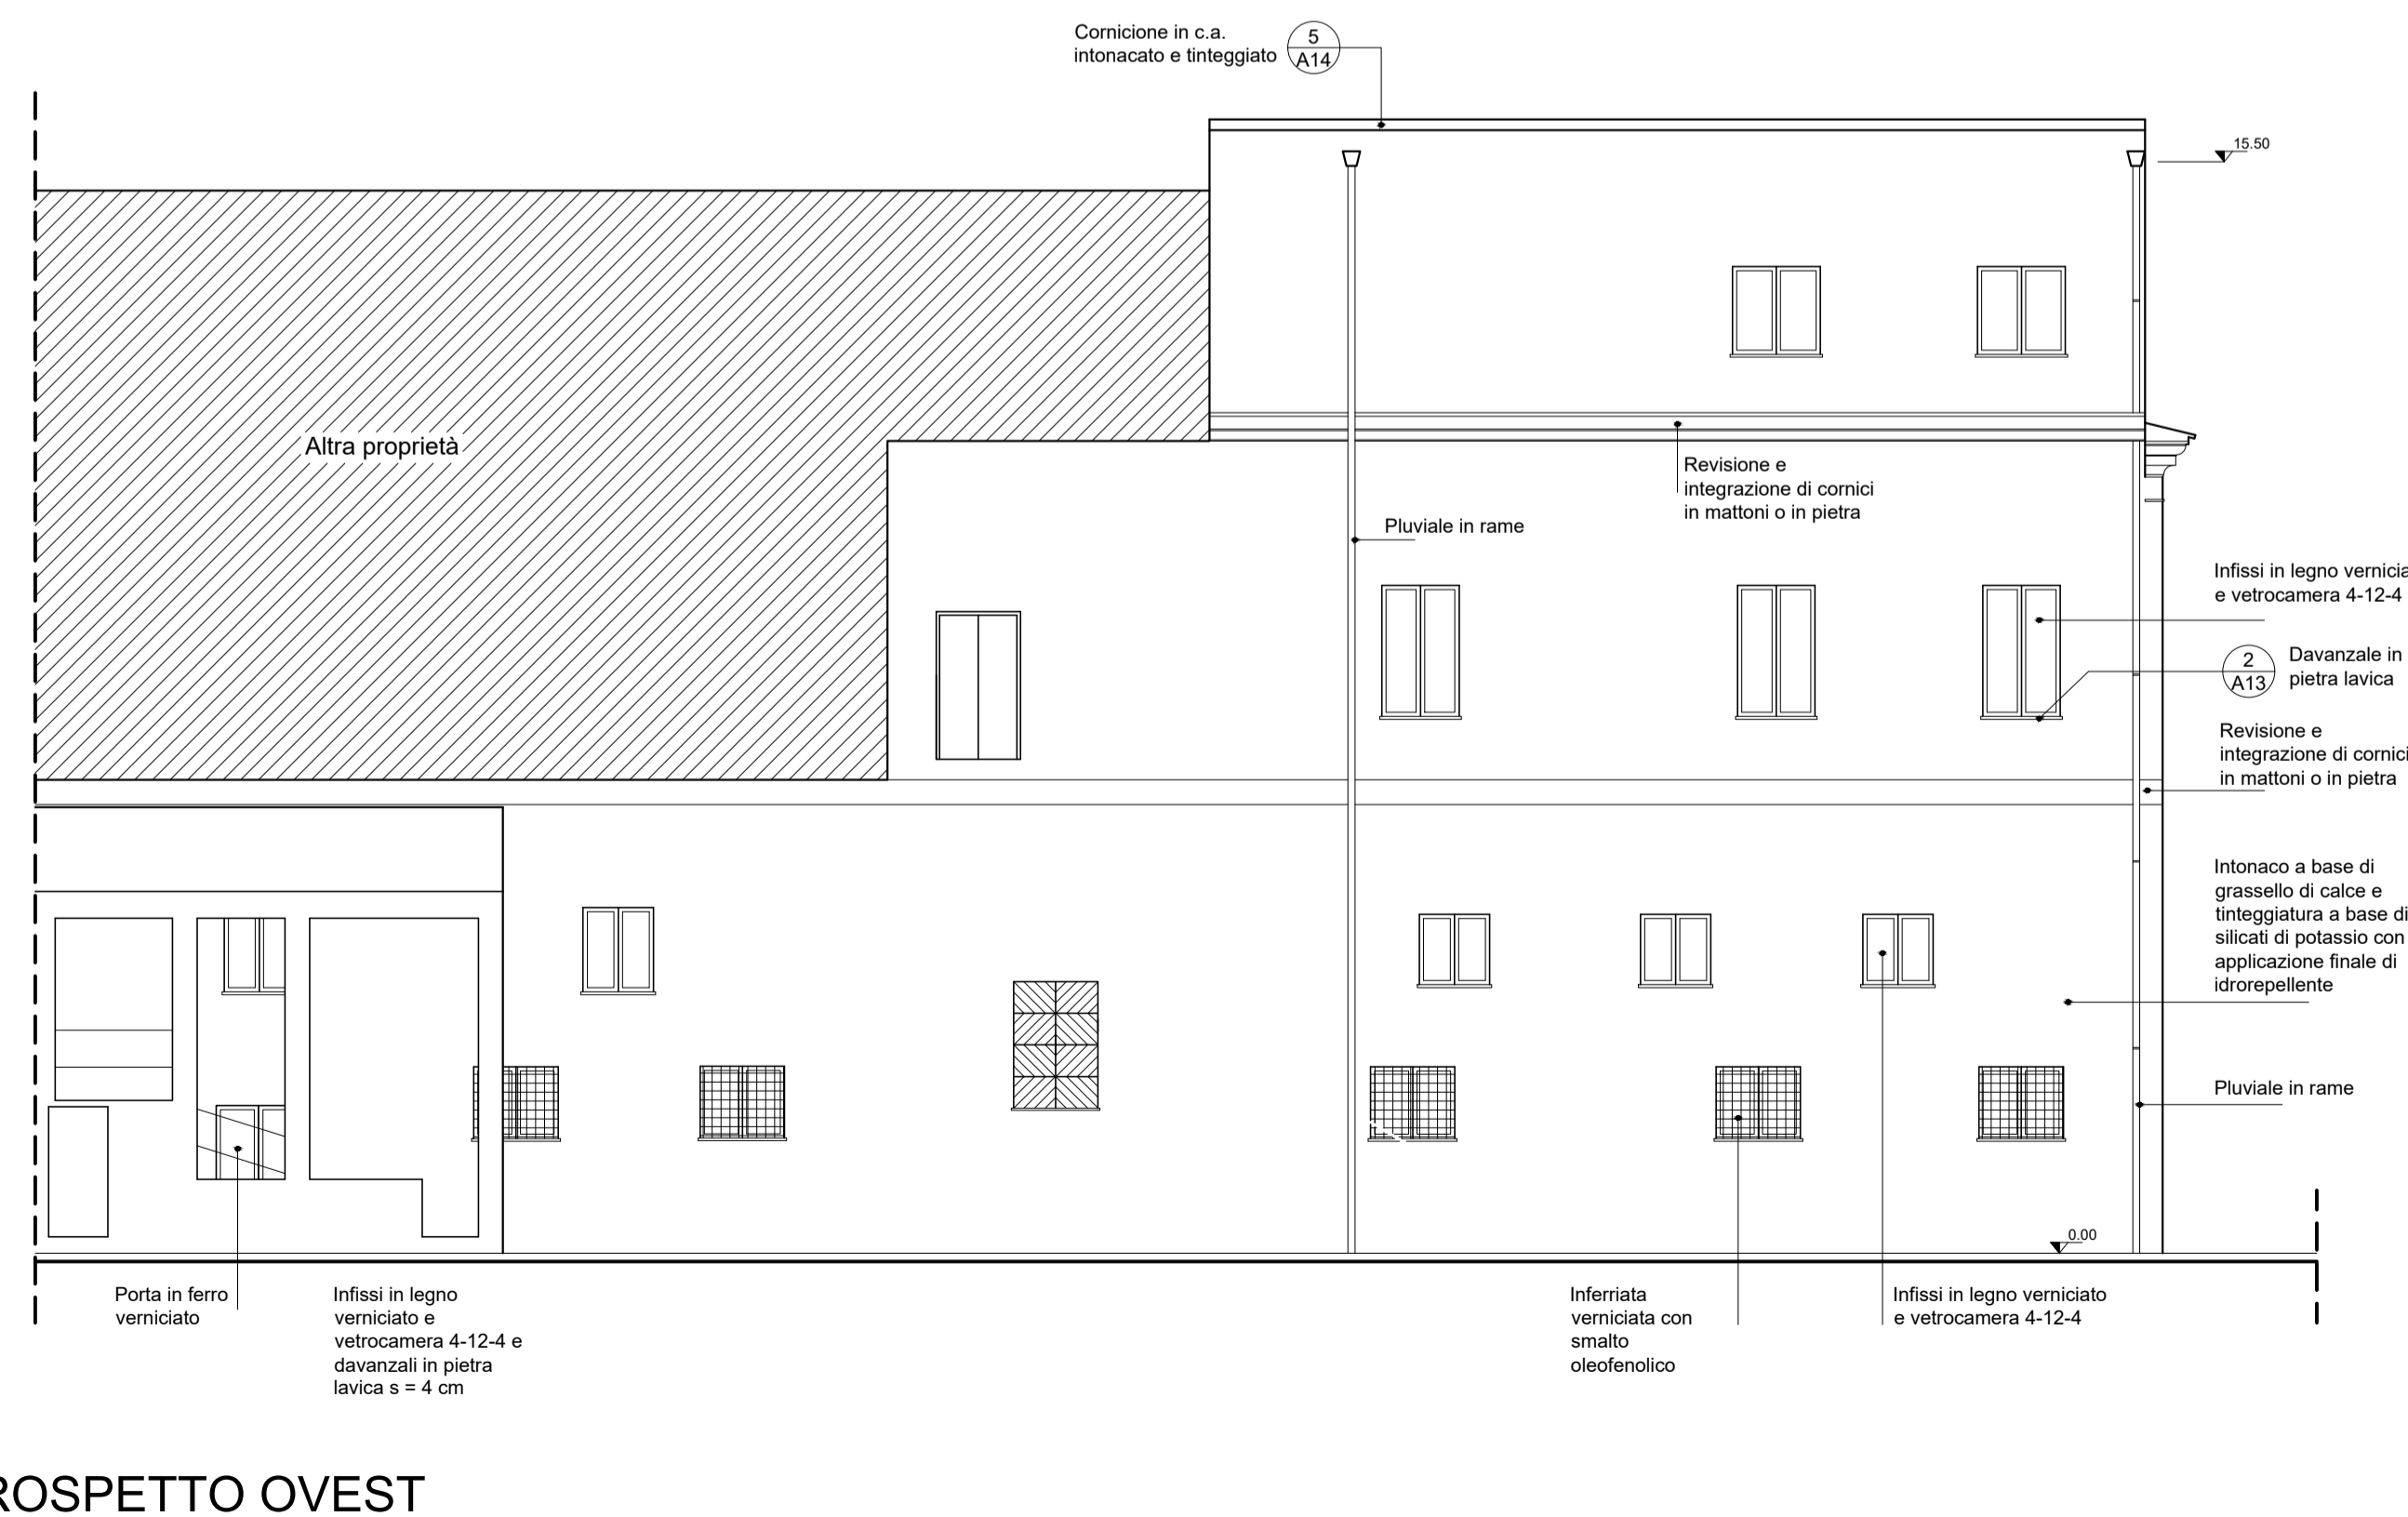 Cornicione in c.a.
intonacato e tinteggiato
5
A14
15.50
Altra proprietà
Revisione e
integrazione di cornici
in mattoni o in pietra
Pluviale in rame
Infissi in legno vernicia
e vetrocamera 4-12-4
2
A13
Davanzale in
pietra lavica
Revisione e
integrazione di cornici
in mattoni o in pietra
Intonaco a base di
grassello di calce e
tinteggiatura a base di
silicati di potassio con
applicazione finale di
idrorepellente
Pluviale in rame
0.00
Porta in ferro
verniciato
Infissi in legno
verniciato e
vetrocamera 4-12-4 e
davanzali in pietra
lavica s = 4 cm
Inferriata
verniciata con
smalto
oleofenolico
Infissi in legno verniciato
e vetrocamera 4-12-4
ROSPETTO OVEST